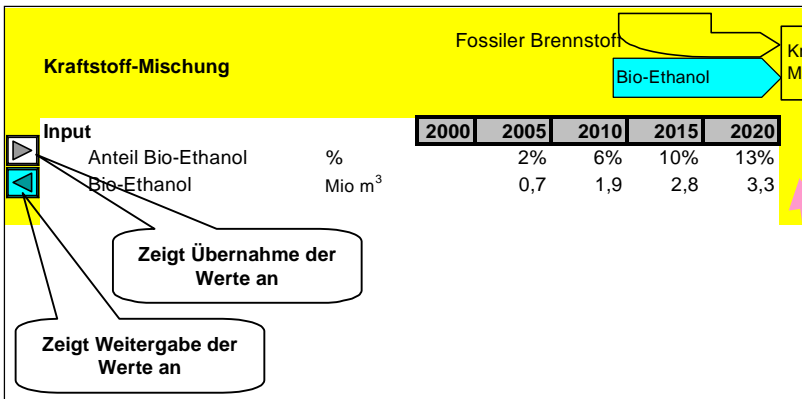 Fossiler Brennstoff
Kr
Kraftstoff-Mischung
Bio-Ethanol
M
Input 2000 2005 2010 2015 2020
Anteil Bio-Ethanol % 2% 6% 10% 13%
Bio-Ethanol Mio m³ 0,7 1,9 2,8 3,3
Zeigt Übernahme der
Werte an
Zeigt Weitergabe der
Werte an